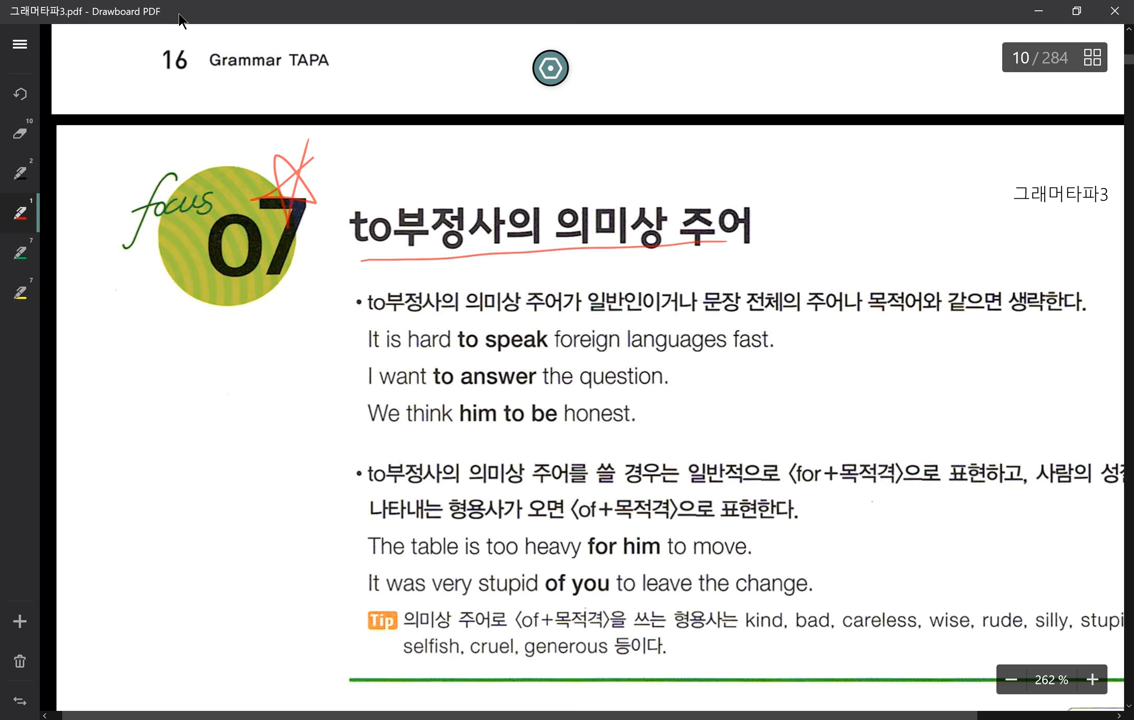 그래머타파3.pdf - Drawboard PDF
16 Grammar TAPA
10 / 284
10
2
1
7
7
focus
07
그래머타파3
to부정사의 의미상 주어
• to부정사의 의미상 주어가 일반인이거나 문장 전체의 주어나 목적어와 같으면 생략한다.
It is hard to speak foreign languages fast.
I want to answer the question.
We think him to be honest.
• to부정사의 의미상 주어를 쓸 경우는 일반적으로 〈for+목적격〉으로 표현하고, 사람의 성
나타내는 형용사가 오면 〈of+목적격〉으로 표현한다.
The table is too heavy for him to move.
It was very stupid of you to leave the change.
Tip 의미상 주어로 〈of+목적격〉을 쓰는 형용사는 kind, bad, careless, wise, rude, silly, stupi
selfish, cruel, generous 등이다.
262 %